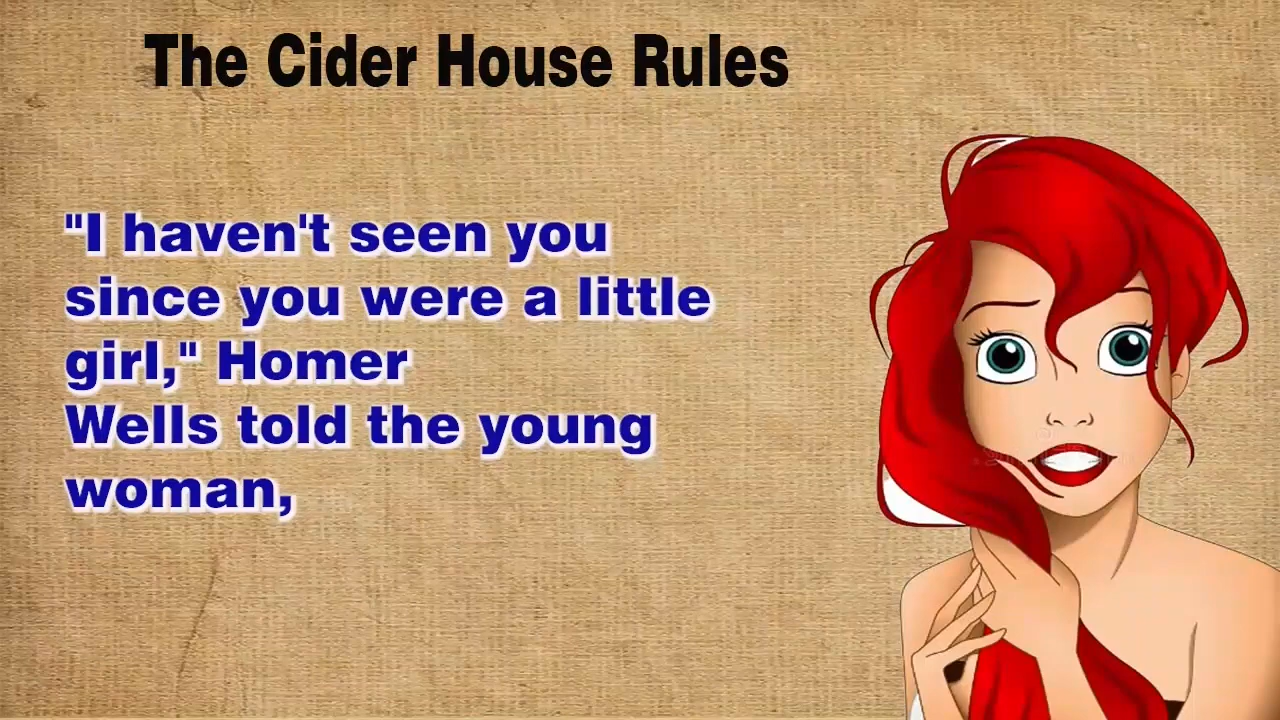 The Cider House Rules
"I haven't seen you
since you were a little
girl," Homer
Wells told the young
woman,